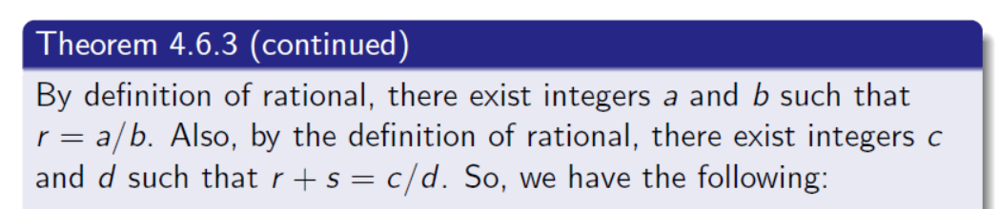 Theorem 4.6.3 (continued)
By definition of rational, there exist integers a and b such that
r = a/b. Also, by the definition of rational, there exist integers c
and d such that r + s = c/d. So, we have the following: